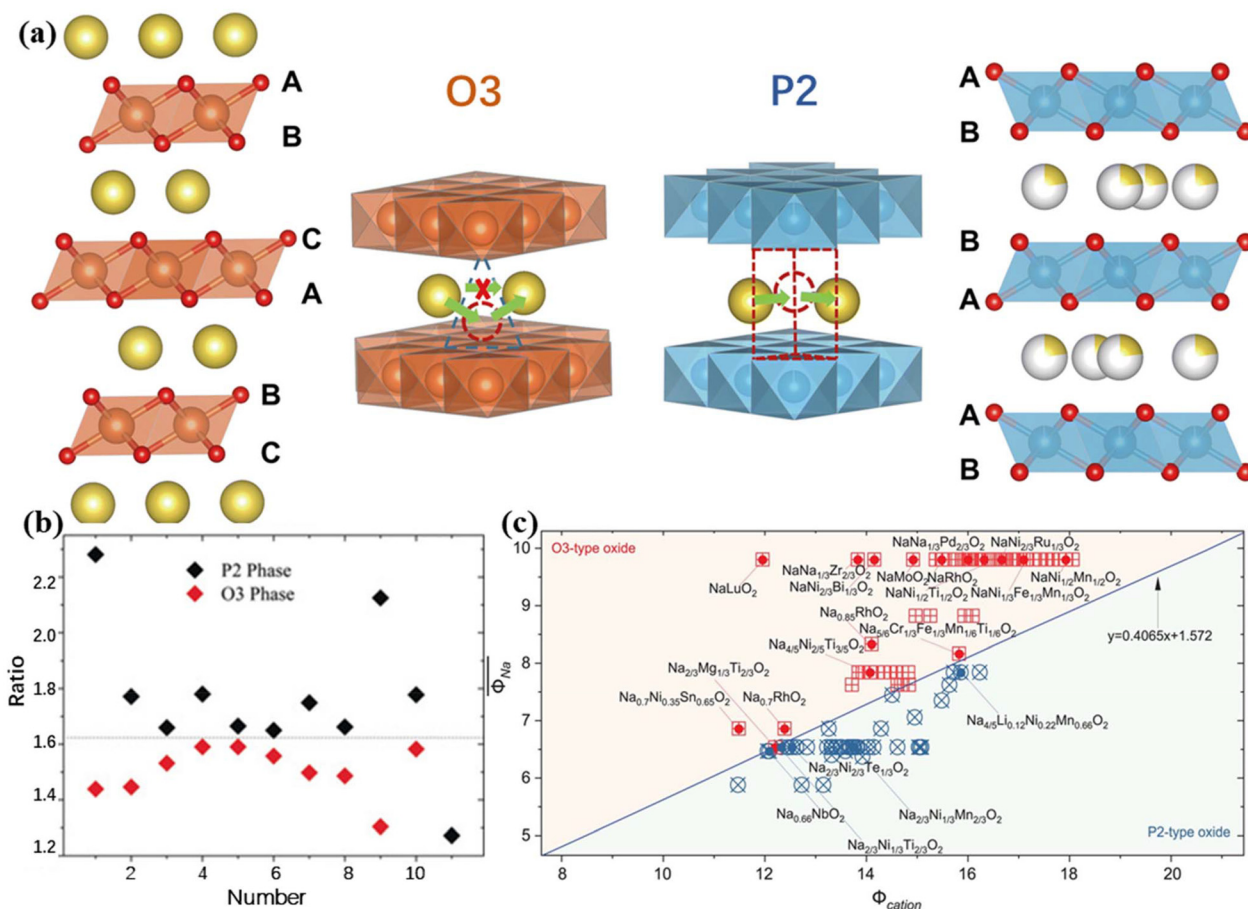 (a)
O3
P2
A
B
C
A
B
C
A
B
B
A
A
B
(b)
Ratio
2.2
2.0
1.8
1.6
1.4
1.2
P2 Phase
O3 Phase
2
4
6
8
10
Number
(c)
Φ̅Na
10
9
8
7
6
5
O3-type oxide
NaNa1/3Pd2/3O2
NaNi2/3Ru1/3O2
NaNa1/3Zr2/3O2
NaLuO2
NaNi2/3Bi1/3O2
NaMoO2
NaRhO2
NaNi1/2Mn1/2O2
NaNi1/2Ti1/2O2
NaNi1/3Fe1/3Mn1/3O2
Na0.85RhO2
Na5/6Cr1/3Fe1/3Mn1/6Ti1/6O2
y=0.4065x+1.572
Na4/5Ni2/5Ti3/5O2
Na2/3Mg1/3Ti2/3O2
Na0.7Ni0.35Sn0.65O2
Na0.7RhO2
Na4/5Li0.12Ni0.22Mn0.66O2
Na2/3Ni2/3Te1/3O2
Na0.66NbO2
Na2/3Ni1/3Mn2/3O2
Na2/3Ni1/3Ti2/3O2
P2-type oxide
8
10
12
14
16
18
20
Φcation